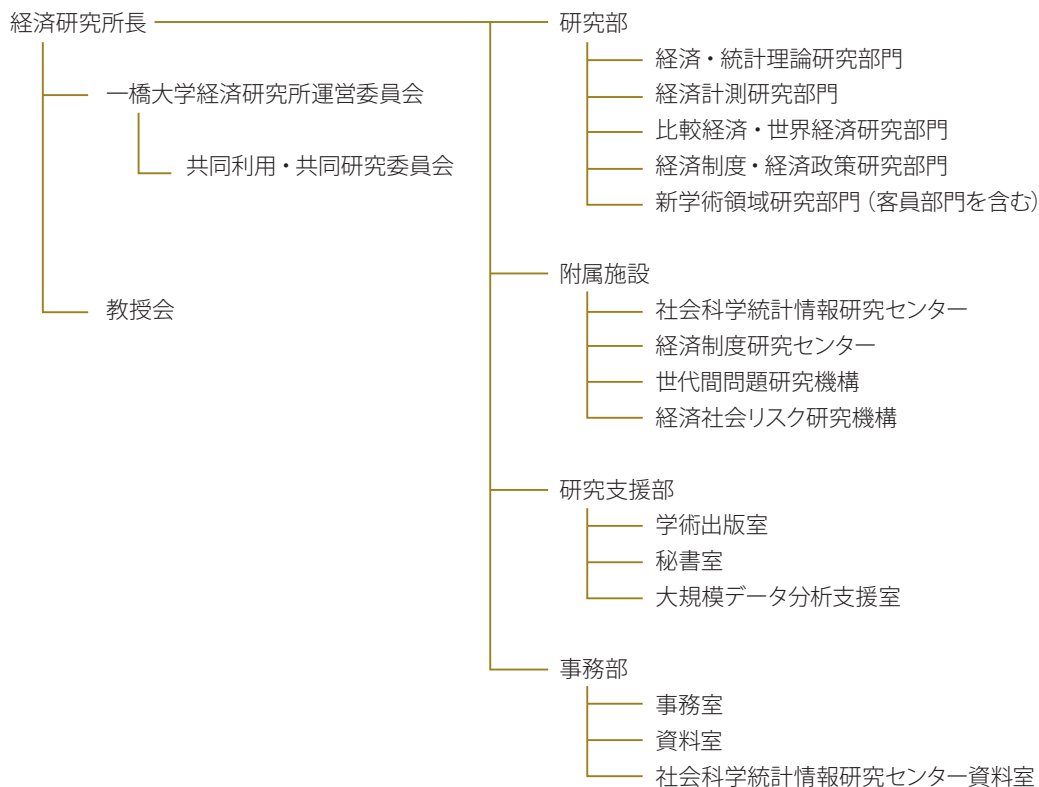 経済研究所長
一橋大学経済研究所運営委員会
共同利用・共同研究委員会
教授会
研究部
経済・統計理論研究部門
経済計測研究部門
比較経済・世界経済研究部門
経済制度・経済政策研究部門
新学術領域研究部門（客員部門を含む）
附属施設
社会科学統計情報研究センター
経済制度研究センター
世代間問題研究機構
経済社会リスク研究機構
研究支援部
学術出版室
秘書室
大規模データ分析支援室
事務部
事務室
資料室
社会科学統計情報研究センター資料室